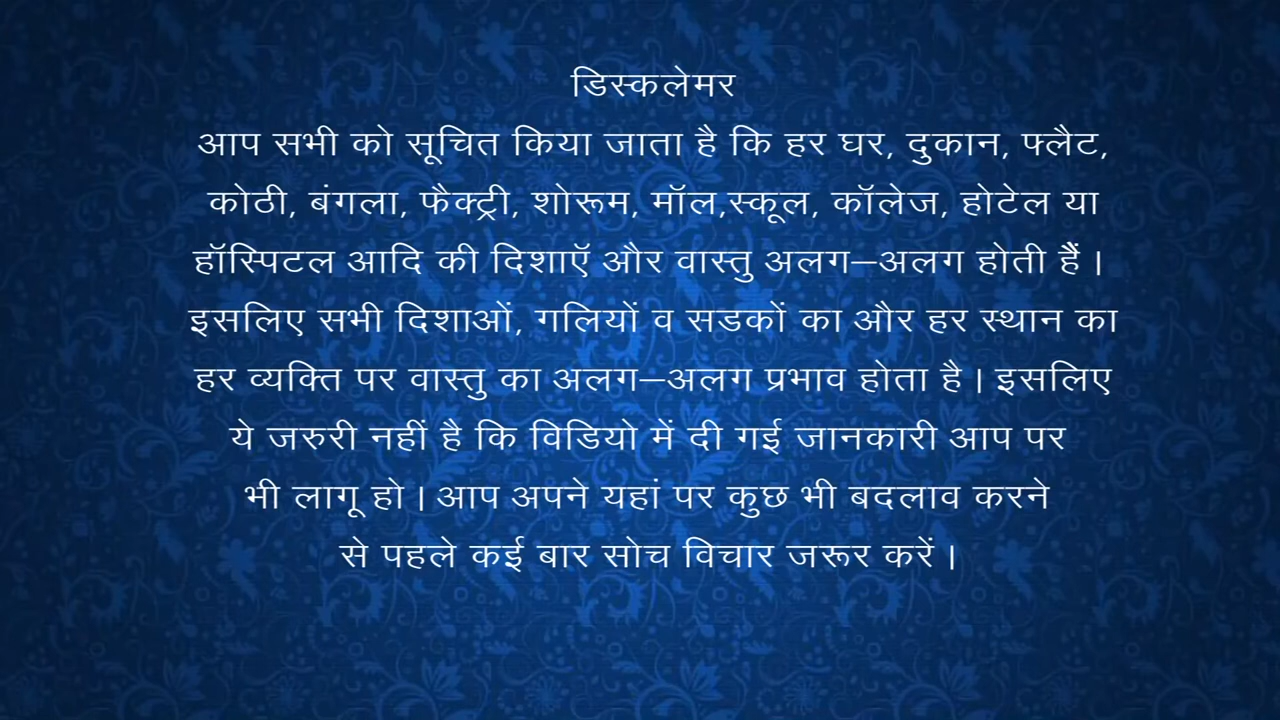 डिस्कलेमर
आप सभी को सूचित किया जाता है कि हर घर, दुकान, फ्लैट,
कोठी, बंगला, फैक्ट्री, शोरूम, मॉल,स्कूल, कॉलेज, होटेल या
हॉस्पिटल आदि की दिशाऍ और वास्तु अलग–अलग होती हैं ।
इसलिए सभी दिशाओं, गलियों व सडकों का और हर स्थान का
हर व्यक्ति पर वास्तु का अलग–अलग प्रभाव होता है । इसलिए
ये जरुरी नहीं है कि विडियो में दी गई जानकारी आप पर
भी लागू हो । आप अपने यहां पर कुछ भी बदलाव करने
से पहले कई बार सोच विचार जरूर करें ।